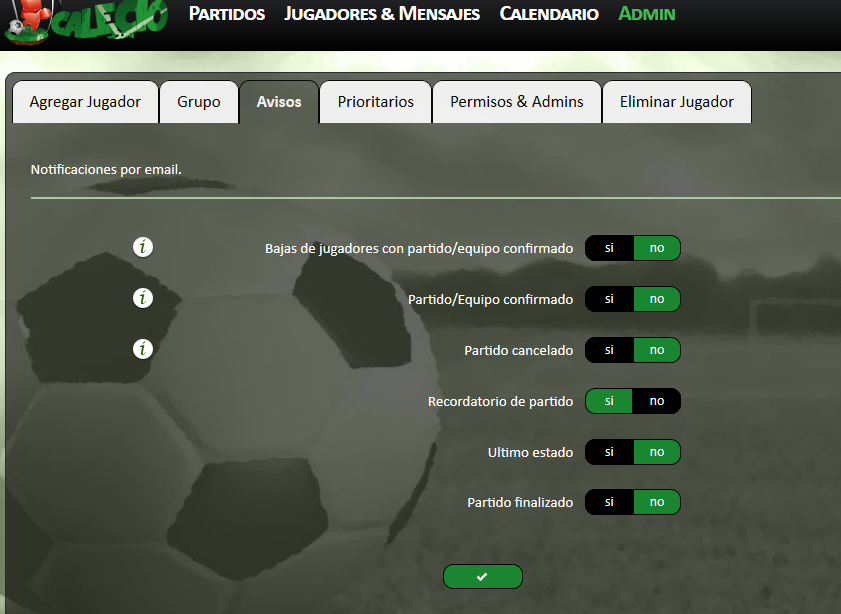 CALECIO
.COM
PARTIDOS JUGADORES & MENSAJES CALENDARIO ADMIN
Agregar Jugador Grupo Avisos Prioritarios Permisos & Admins Eliminar Jugador
Notificaciones por email.
i Bajas de jugadores con partido/equipo confirmado si no
i Partido/Equipo confirmado si no
i Partido cancelado si no
Recordatorio de partido si no
Ultimo estado si no
Partido finalizado si no